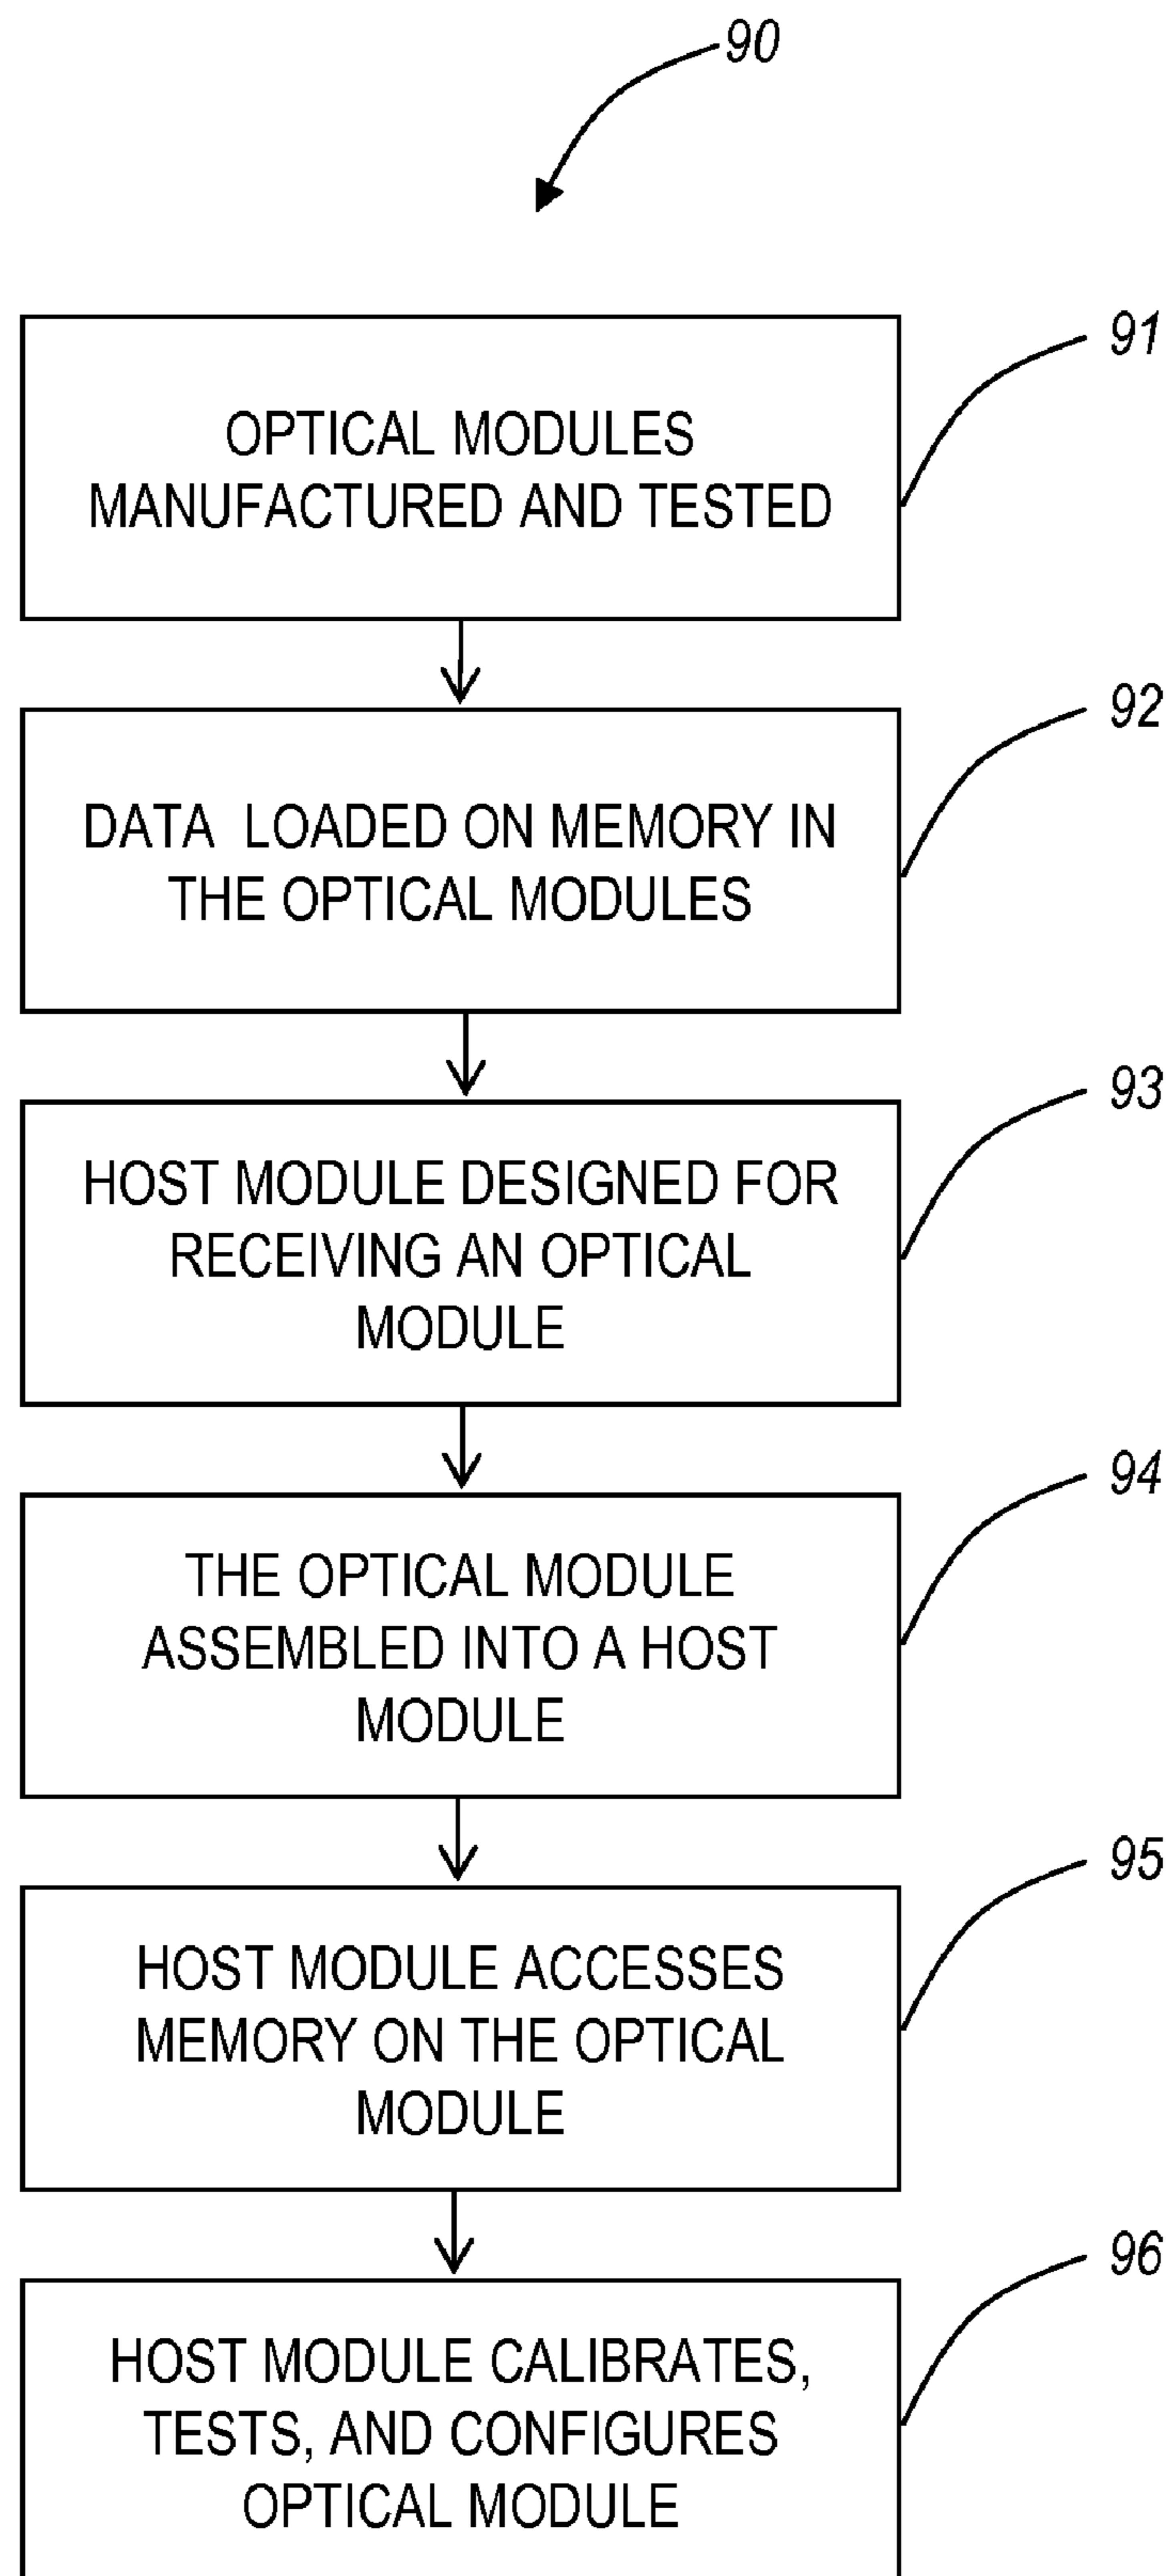 90
91
OPTICAL MODULES
MANUFACTURED AND TESTED
92
DATA LOADED ON MEMORY IN
THE OPTICAL MODULES
93
HOST MODULE DESIGNED FOR
RECEIVING AN OPTICAL
MODULE
94
THE OPTICAL MODULE
ASSEMBLED INTO A HOST
MODULE
95
HOST MODULE ACCESSES
MEMORY ON THE OPTICAL
MODULE
96
HOST MODULE CALIBRATES,
TESTS, AND CONFIGURES
OPTICAL MODULE